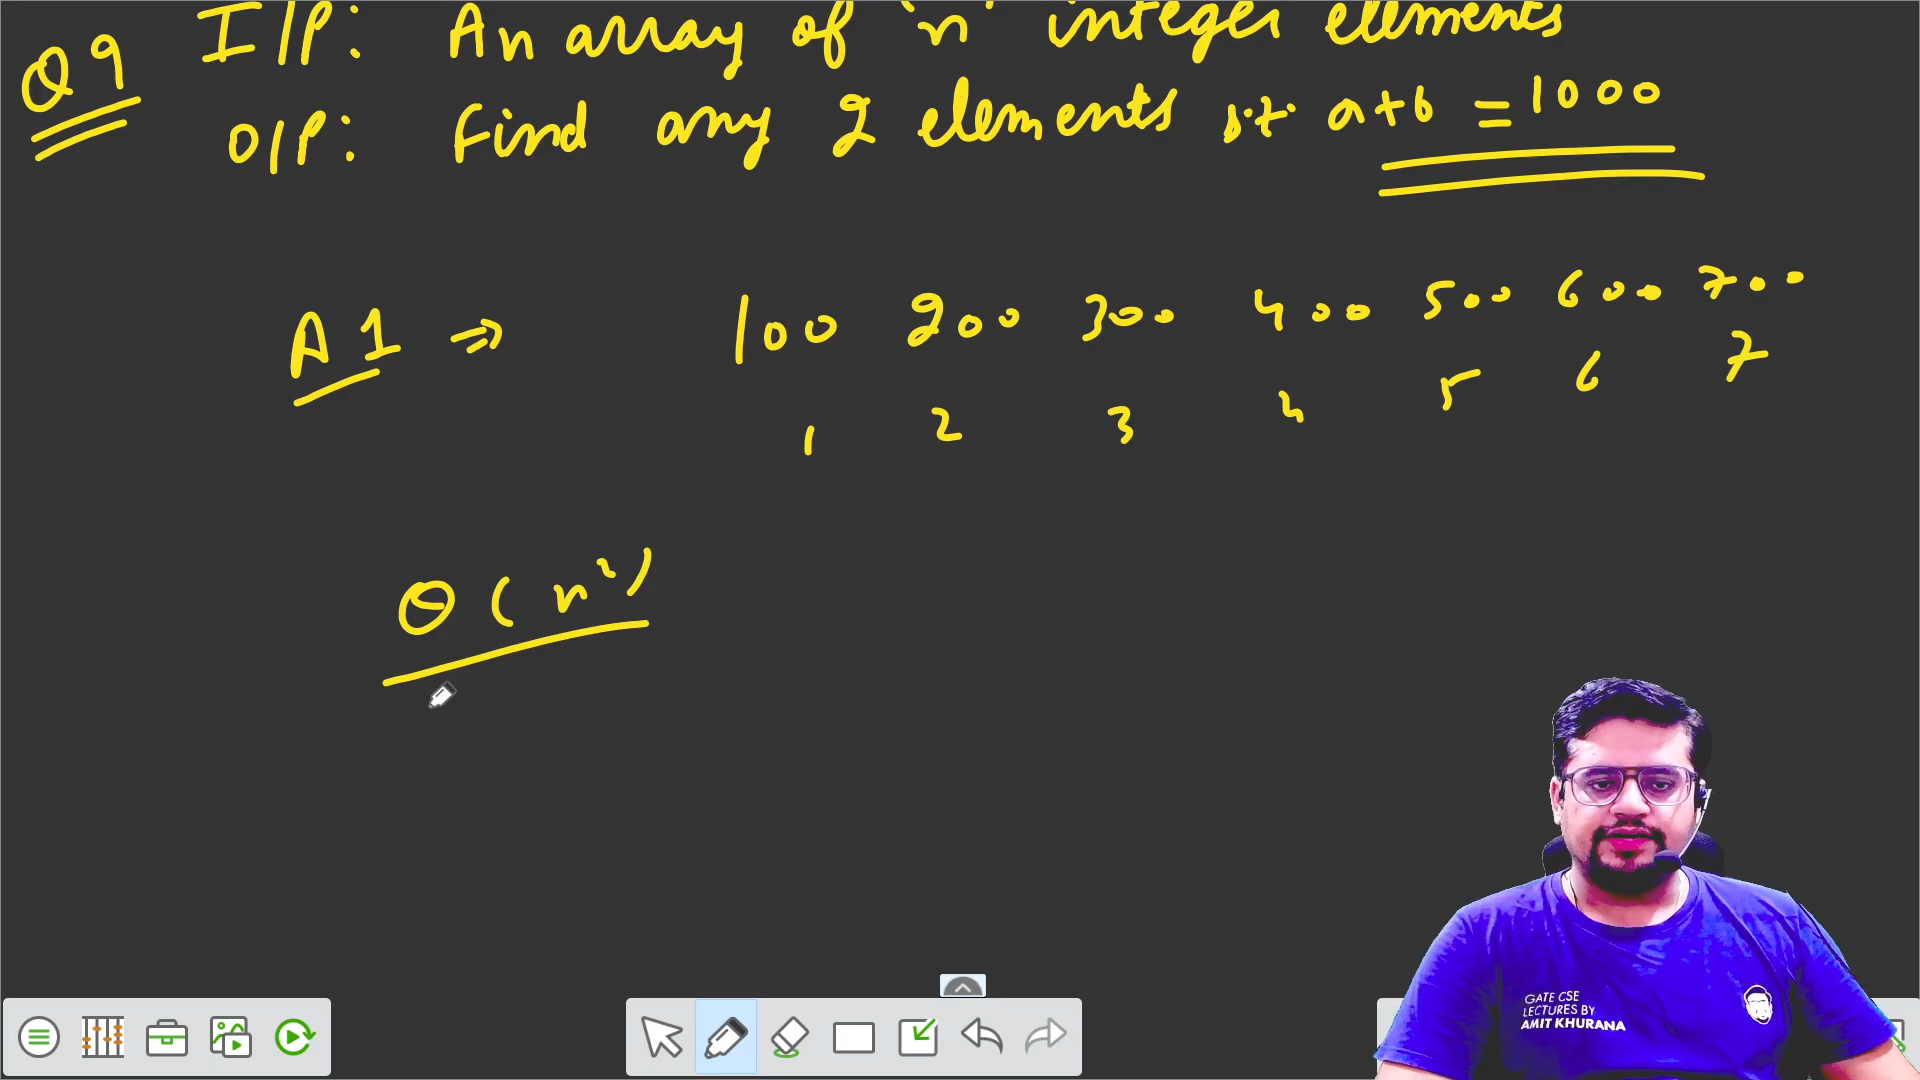 Q 9
I/P: An array of 'n' integer elements
O/P: Find any 2 elements s.t. a+b = 1000
A1 ⇒ 100 200 300 400 500 600 700
1 2 3 4 5 6 7
Θ(n²)
GATE CSE
LECTURES BY
AMIT KHURANA